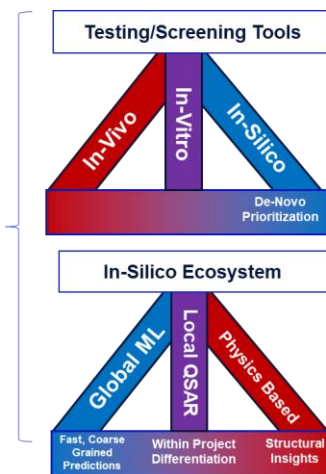 Testing/Screening Tools
In-Vivo
In-Vitro
In-Silico
De-Novo
Prioritization
In-Silico Ecosystem
Global ML
Local QSAR
Physics Based
Fast, Coarse
Grained
Predictions
Within Project
Differentiation
Structural
Insights